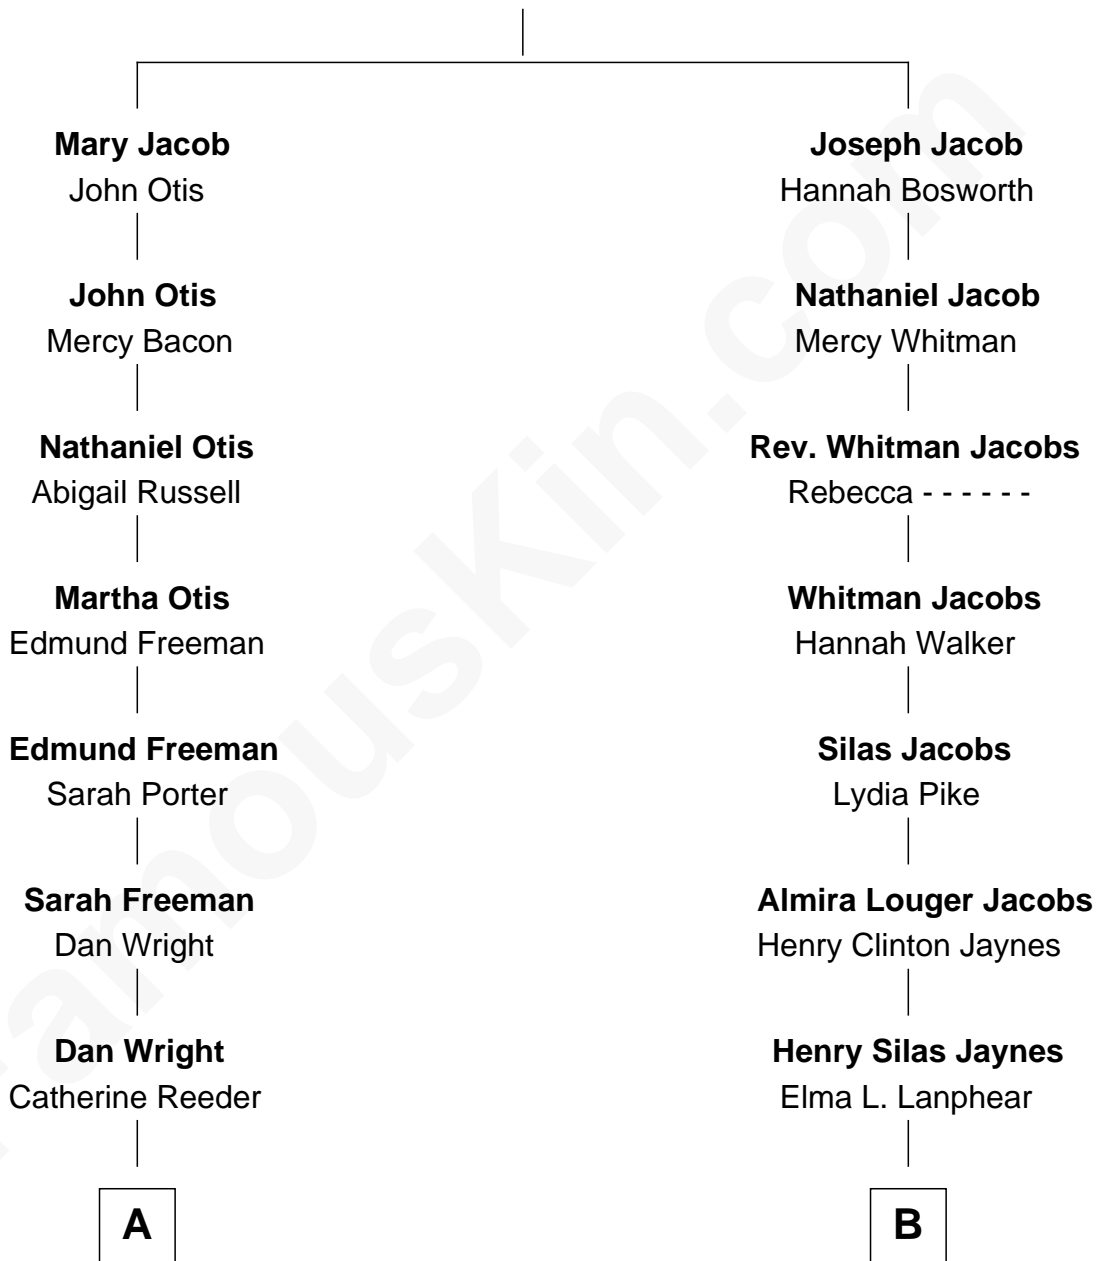 Mary Jacob
John Otis
John Otis
Mercy Bacon
Nathaniel Otis
Abigail Russell
Martha Otis
Edmund Freeman
Edmund Freeman
Sarah Porter
Sarah Freeman
Dan Wright
Dan Wright
Catherine Reeder
A
Joseph Jacob
Hannah Bosworth
Nathaniel Jacob
Mercy Whitman
Rev. Whitman Jacobs
Rebecca - - - - - -
Whitman Jacobs
Hannah Walker
Silas Jacobs
Lydia Pike
Almira Louger Jacobs
Henry Clinton Jaynes
Henry Silas Jaynes
Elma L. Lanphear
B
FamousKin.com